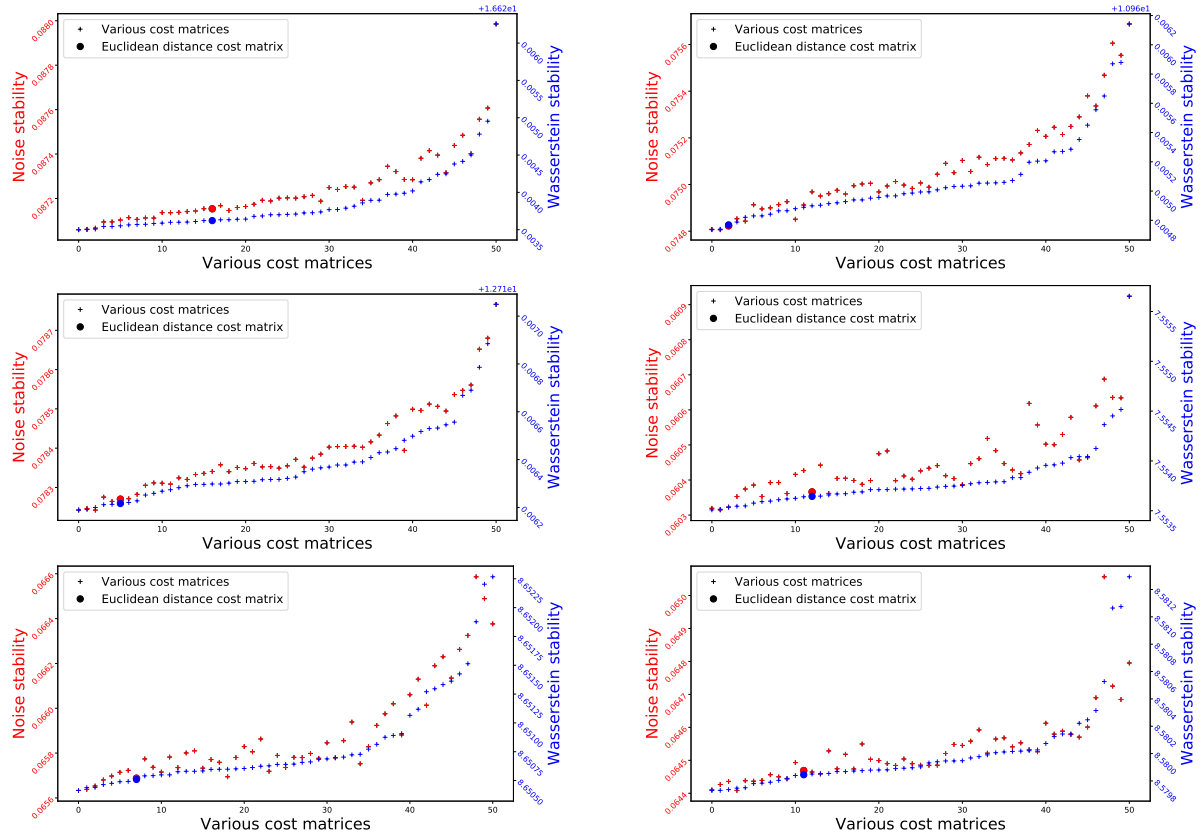 +1.662e1
Various cost matrices
Euclidean distance cost matrix
Noise stability
0.0880
0.0878
0.0876
0.0874
0.0872
Wasserstein stability
0.0060
0.0055
0.0050
0.0045
0.0040
0.0035
0 10 20 30 40 50
Various cost matrices
+1.096e1
Various cost matrices
Euclidean distance cost matrix
Noise stability
0.0756
0.0754
0.0752
0.0750
0.0748
Wasserstein stability
0.0062
0.0060
0.0058
0.0056
0.0054
0.0052
0.0050
0.0048
0 10 20 30 40 50
Various cost matrices
+1.271e1
Various cost matrices
Euclidean distance cost matrix
Noise stability
0.0787
0.0786
0.0785
0.0784
0.0783
Wasserstein stability
0.0070
0.0068
0.0066
0.0064
0.0062
0 10 20 30 40 50
Various cost matrices
Various cost matrices
Euclidean distance cost matrix
Noise stability
0.0609
0.0608
0.0607
0.0606
0.0605
0.0604
0.0603
Wasserstein stability
7.5555
7.5550
7.5545
7.5540
7.5535
0 10 20 30 40 50
Various cost matrices
Various cost matrices
Euclidean distance cost matrix
Noise stability
0.0666
0.0664
0.0662
0.0660
0.0658
0.0656
Wasserstein stability
8.65225
8.65200
8.65175
8.65150
8.65125
8.65100
8.65075
8.65050
0 10 20 30 40 50
Various cost matrices
Various cost matrices
Euclidean distance cost matrix
Noise stability
0.0650
0.0649
0.0648
0.0647
0.0646
0.0645
0.0644
Wasserstein stability
8.5812
8.5810
8.5808
8.5806
8.5804
8.5802
8.5800
8.5798
0 10 20 30 40 50
Various cost matrices